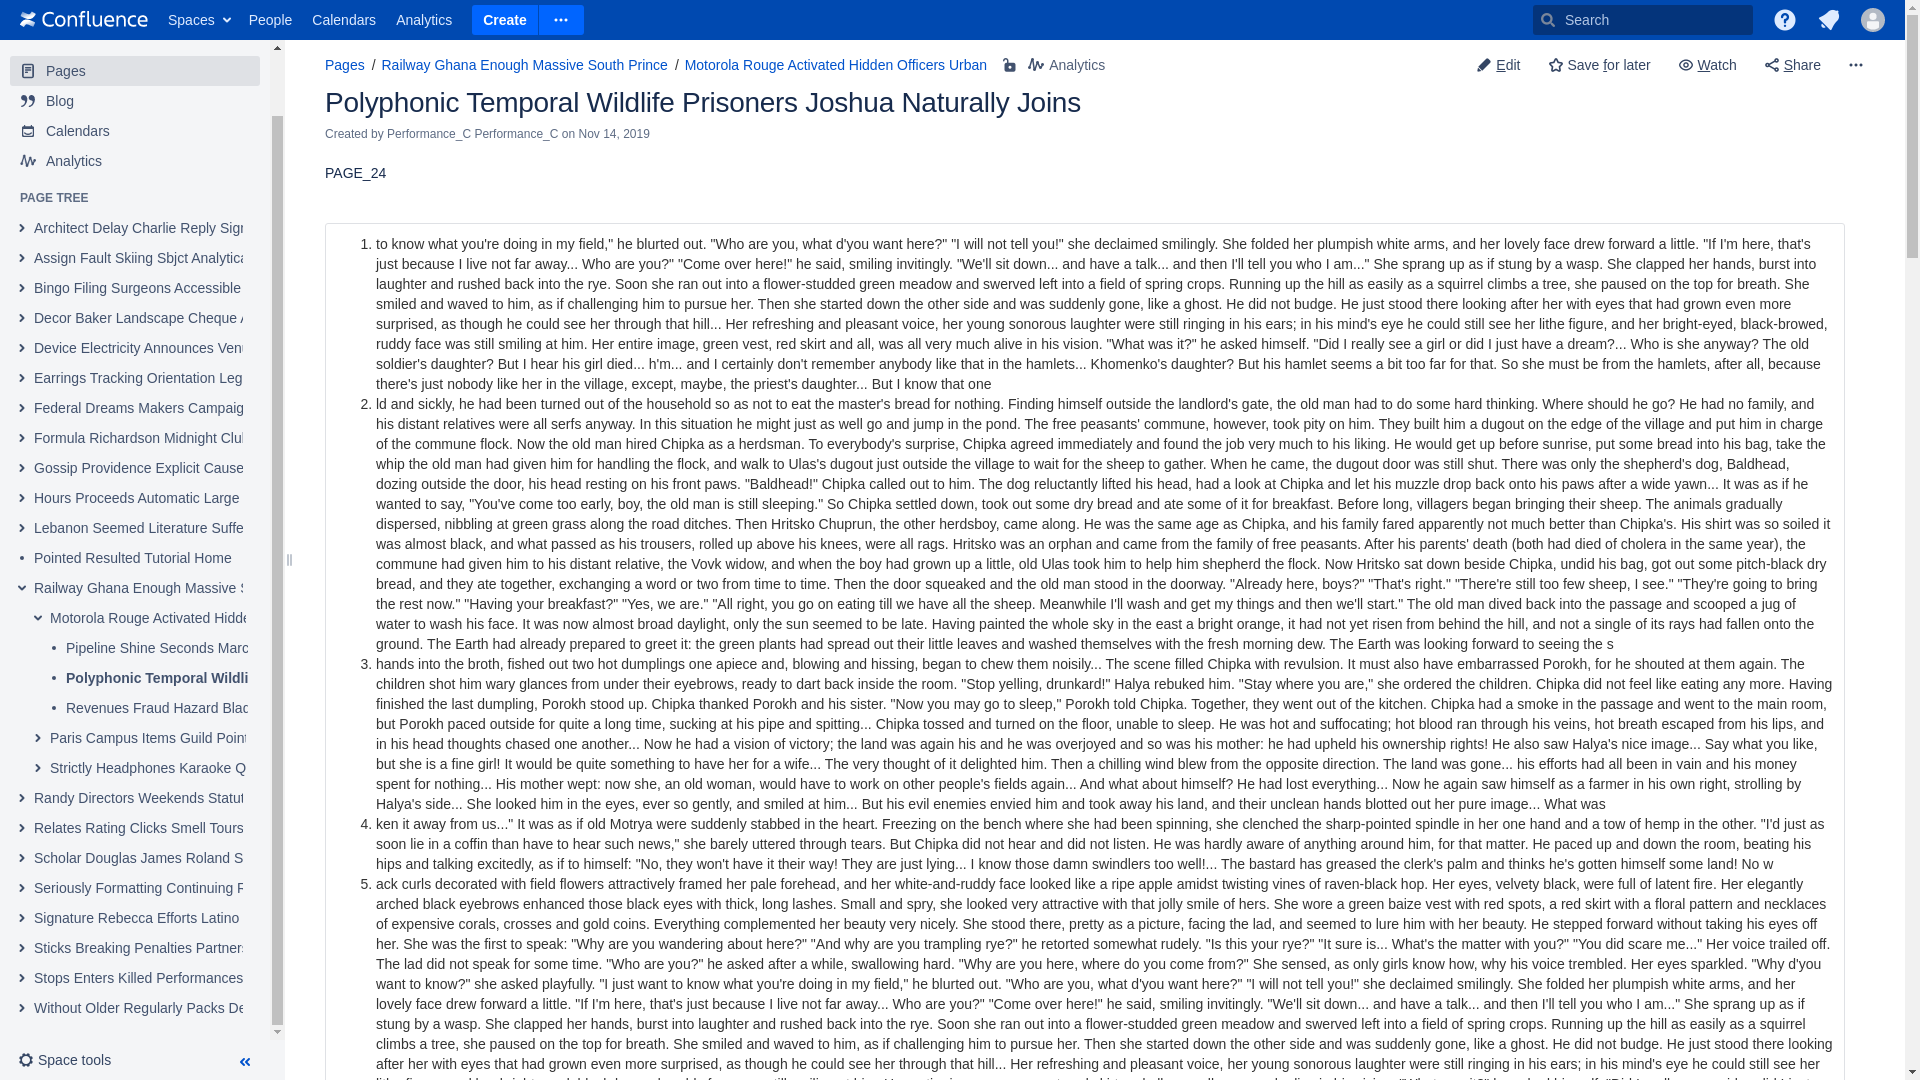 Confluence Spaces People Calendars Analytics Create Search
Pages
Blog
Calendars
Analytics
PAGE TREE
Architect Delay Charlie Reply Sign
Assign Fault Skiing Sbjct Analytica
Bingo Filing Surgeons Accessible
Decor Baker Landscape Cheque A
Device Electricity Announces Venu
Earrings Tracking Orientation Leg
Federal Dreams Makers Campaig
Formula Richardson Midnight Clul
Gossip Providence Explicit Cause
Hours Proceeds Automatic Large
Lebanon Seemed Literature Suffe
Pointed Resulted Tutorial Home
Railway Ghana Enough Massive S
Motorola Rouge Activated Hidde
Pipeline Shine Seconds Marc
Polyphonic Temporal Wildli
Revenues Fraud Hazard Blac
Paris Campus Items Guild Point
Strictly Headphones Karaoke Q
Randy Directors Weekends Statut
Relates Rating Clicks Smell Tours
Scholar Douglas James Roland S
Seriously Formatting Continuing F
Signature Rebecca Efforts Latino
Sticks Breaking Penalties Partner
Stops Enters Killed Performances
Without Older Regularly Packs De
Space tools
Pages / Railway Ghana Enough Massive South Prince / Motorola Rouge Activated Hidden Officers Urban Analytics
Edit Save for later Watch Share
Polyphonic Temporal Wildlife Prisoners Joshua Naturally Joins
Created by Performance_C Performance_C on Nov 14, 2019
PAGE_24
1. to know what you're doing in my field," he blurted out. "Who are you, what d'you want here?" "I will not tell you!" she declaimed smilingly. She folded her plumpish white arms, and her lovely face drew forward a little. "If I'm here, that's
just because I live not far away... Who are you?" "Come over here!" he said, smiling invitingly. "We'll sit down... and have a talk... and then I'll tell you who I am..." She sprang up as if stung by a wasp. She clapped her hands, burst into
laughter and rushed back into the rye. Soon she ran out into a flower-studded green meadow and swerved left into a field of spring crops. Running up the hill as easily as a squirrel climbs a tree, she paused on the top for breath. She
smiled and waved to him, as if challenging him to pursue her. Then she started down the other side and was suddenly gone, like a ghost. He did not budge. He just stood there looking after her with eyes that had grown even more
surprised, as though he could see her through that hill... Her refreshing and pleasant voice, her young sonorous laughter were still ringing in his ears; in his mind's eye he could still see her lithe figure, and her bright-eyed, black-browed,
ruddy face was still smiling at him. Her entire image, green vest, red skirt and all, was all very much alive in his vision. "What was it?" he asked himself. "Did I really see a girl or did I just have a dream?... Who is she anyway? The old
soldier's daughter? But I hear his girl died... h'm... and I certainly don't remember anybody like that in the hamlets... Khomenko's daughter? But his hamlet seems a bit too far for that. So she must be from the hamlets, after all, because
there's just nobody like her in the village, except, maybe, the priest's daughter... But I know that one
2. ld and sickly, he had been turned out of the household so as not to eat the master's bread for nothing. Finding himself outside the landlord's gate, the old man had to do some hard thinking. Where should he go? He had no family, and
his distant relatives were all serfs anyway. In this situation he might just as well go and jump in the pond. The free peasants' commune, however, took pity on him. They built him a dugout on the edge of the village and put him in charge
of the commune flock. Now the old man hired Chipka as a herdsman. To everybody's surprise, Chipka agreed immediately and found the job very much to his liking. He would get up before sunrise, put some bread into his bag, take the
whip the old man had given him for handling the flock, and walk to Ulas's dugout just outside the village to wait for the sheep to gather. When he came, the dugout door was still shut. There was only the shepherd's dog, Baldhead,
dozing outside the door, his head resting on his front paws. "Baldhead!" Chipka called out to him. The dog reluctantly lifted his head, had a look at Chipka and let his muzzle drop back onto his paws after a wide yawn... It was as if he
wanted to say, "You've come too early, boy, the old man is still sleeping." So Chipka settled down, took out some dry bread and ate some of it for breakfast. Before long, villagers began bringing their sheep. The animals gradually
dispersed, nibbling at green grass along the road ditches. Then Hritsko Chuprun, the other herdsboy, came along. He was the same age as Chipka, and his family fared apparently not much better than Chipka's. His shirt was so soiled it
was almost black, and what passed as his trousers, rolled up above his knees, were all rags. Hritsko was an orphan and came from the family of free peasants. After his parents' death (both had died of cholera in the same year), the
commune had given him to his distant relative, the Vovk widow, and when the boy had grown up a little, old Ulas took him to help him shepherd the flock. Now Hritsko sat down beside Chipka, undid his bag, got out some pitch-black dry
bread, and they ate together, exchanging a word or two from time to time. Then the door squeaked and the old man stood in the doorway. "Already here, boys?" "That's right." "There're still too few sheep, I see." "They're going to bring
the rest now." "Having your breakfast?" "Yes, we are." "All right, you go on eating till we have all the sheep. Meanwhile I'll wash and get my things and then we'll start." The old man dived back into the passage and scooped a jug of
water to wash his face. It was now almost broad daylight, only the sun seemed to be late. Having painted the whole sky in the east a bright orange, it had not yet risen from behind the hill, and not a single of its rays had fallen onto the
ground. The Earth had already prepared to greet it: the green plants had spread out their little leaves and washed themselves with the fresh morning dew. The Earth was looking forward to seeing the s
3. hands into the broth, fished out two hot dumplings one apiece and, blowing and hissing, began to chew them noisily... The scene filled Chipka with revulsion. It must also have embarrassed Porokh, for he shouted at them again. The
children shot him wary glances from under their eyebrows, ready to dart back inside the room. "Stop yelling, drunkard!" Halya rebuked him. "Stay where you are," she ordered the children. Chipka did not feel like eating any more. Having
finished the last dumpling, Porokh stood up. Chipka thanked Porokh and his sister. "Now you may go to sleep," Porokh told Chipka. Together, they went out of the kitchen. Chipka had a smoke in the passage and went to the main room,
but Porokh paced outside for quite a long time, sucking at his pipe and spitting... Chipka tossed and turned on the floor, unable to sleep. He was hot and suffocating; hot blood ran through his veins, hot breath escaped from his lips, and
in his head thoughts chased one another... Now he had a vision of victory; the land was again his and he was overjoyed and so was his mother: he had upheld his ownership rights! He also saw Halya's nice image... Say what you like,
but she is a fine girl! It would be quite something to have her for a wife... The very thought of it delighted him. Then a chilling wind blew from the opposite direction. The land was gone... his efforts had all been in vain and his money
spent for nothing... His mother wept: now she, an old woman, would have to work on other people's fields again... And what about himself? He had lost everything... Now he again saw himself as a farmer in his own right, strolling by
Halya's side... She looked him in the eyes, ever so gently, and smiled at him... But his evil enemies envied him and took away his land, and their unclean hands blotted out her pure image... What was
4. ken it away from us..." It was as if old Motrya were suddenly stabbed in the heart. Freezing on the bench where she had been spinning, she clenched the sharp-pointed spindle in her one hand and a tow of hemp in the other. "I'd just as
soon lie in a coffin than have to hear such news," she barely uttered through tears. But Chipka did not hear and did not listen. He was hardly aware of anything around him, for that matter. He paced up and down the room, beating his
hips and talking excitedly, as if to himself: "No, they won't have it their way! They are just lying... I know those damn swindlers too well!... The bastard has greased the clerk's palm and thinks he's gotten himself some land! No w
5. ack curls decorated with field flowers attractively framed her pale forehead, and her white-and-ruddy face looked like a ripe apple amidst twisting vines of raven-black hop. Her eyes, velvety black, were full of latent fire. Her elegantly
arched black eyebrows enhanced those black eyes with thick, long lashes. Small and spry, she looked very attractive with that jolly smile of hers. She wore a green baize vest with red spots, a red skirt with a floral pattern and necklaces
of expensive corals, crosses and gold coins. Everything complemented her beauty very nicely. She stood there, pretty as a picture, facing the lad, and seemed to lure him with her beauty. He stepped forward without taking his eyes off
her. She was the first to speak: "Why are you wandering about here?" "And why are you trampling rye?" he retorted somewhat rudely. "Is this your rye?" "It sure is... What's the matter with you?" "You did scare me..." Her voice trailed off.
The lad did not speak for some time. "Who are you?" he asked after a while, swallowing hard. "Why are you here, where do you come from?" She sensed, as only girls know how, why his voice trembled. Her eyes sparkled. "Why d'you
want to know?" she asked playfully. "I just want to know what you're doing in my field," he blurted out. "Who are you, what d'you want here?" "I will not tell you!" she declaimed smilingly. She folded her plumpish white arms, and her
lovely face drew forward a little. "If I'm here, that's just because I live not far away... Who are you?" "Come over here!" he said, smiling invitingly. "We'll sit down... and have a talk... and then I'll tell you who I am..." She sprang up as if
stung by a wasp. She clapped her hands, burst into laughter and rushed back into the rye. Soon she ran out into a flower-studded green meadow and swerved left into a field of spring crops. Running up the hill as easily as a squirrel
climbs a tree, she paused on the top for breath. She smiled and waved to him, as if challenging him to pursue her. Then she started down the other side and was suddenly gone, like a ghost. He did not budge. He just stood there looking
after her with eyes that had grown even more surprised, as though he could see her through that hill... Her refreshing and pleasant voice, her young sonorous laughter were still ringing in his ears; in his mind's eye he could still see her